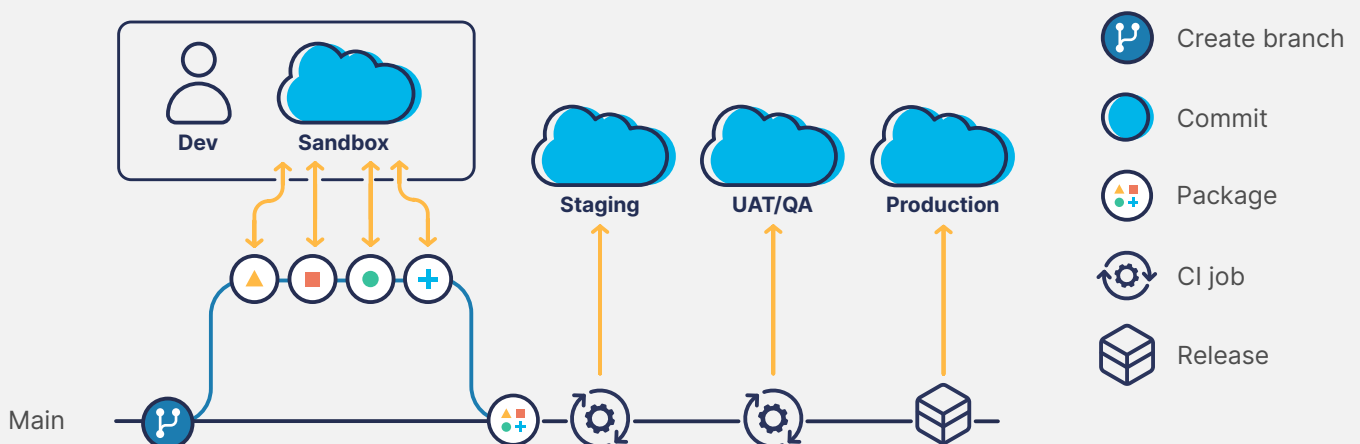 Dev
Sandbox
Staging
UAT/QA
Production
Main
Create branch
Commit
Package
CI job
Release